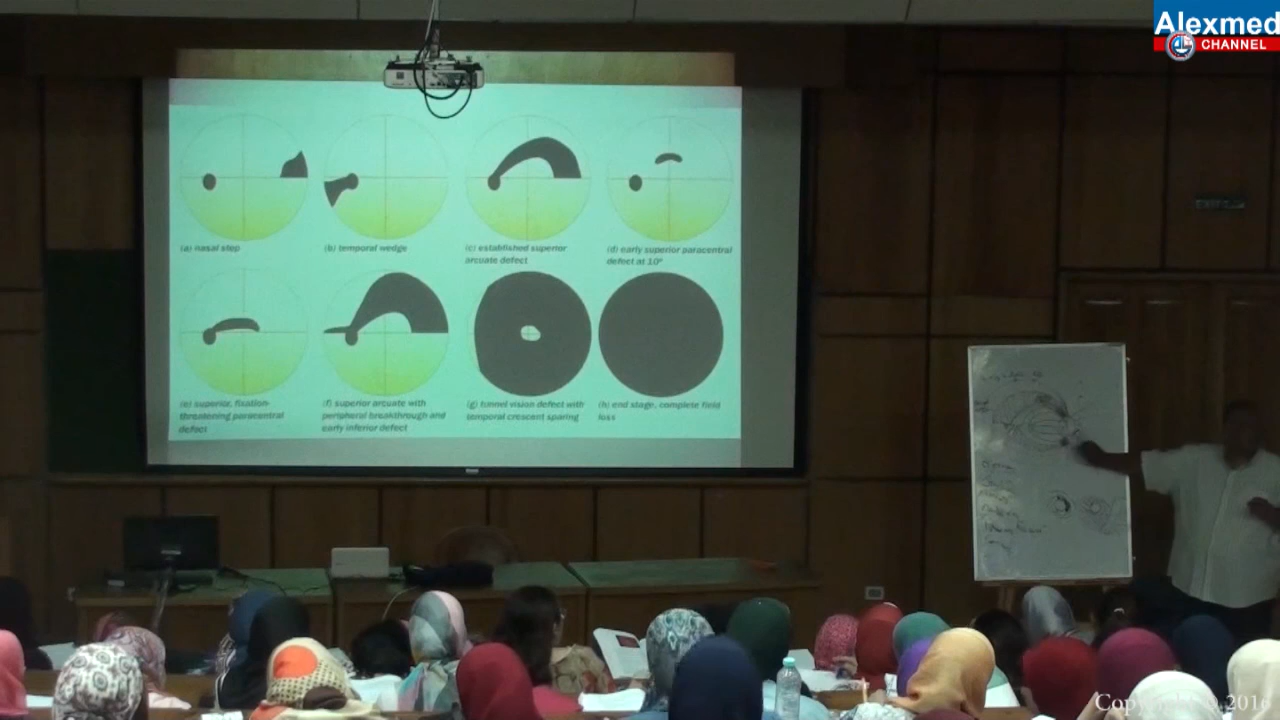 Alexmed
CHANNEL
(a) nasal step
(b) temporal wedge
(c) established superior
arcuate defect
(d) early superior paracentral
defect at 10°
(e) superior, fixation-
threatening paracentral
defect
(f) superior arcuate with
peripheral breakthrough and
early inferior defect
(g) tunnel vision defect with
temporal crescent sparing
(h) end stage, complete field
loss
Copyright © 2016